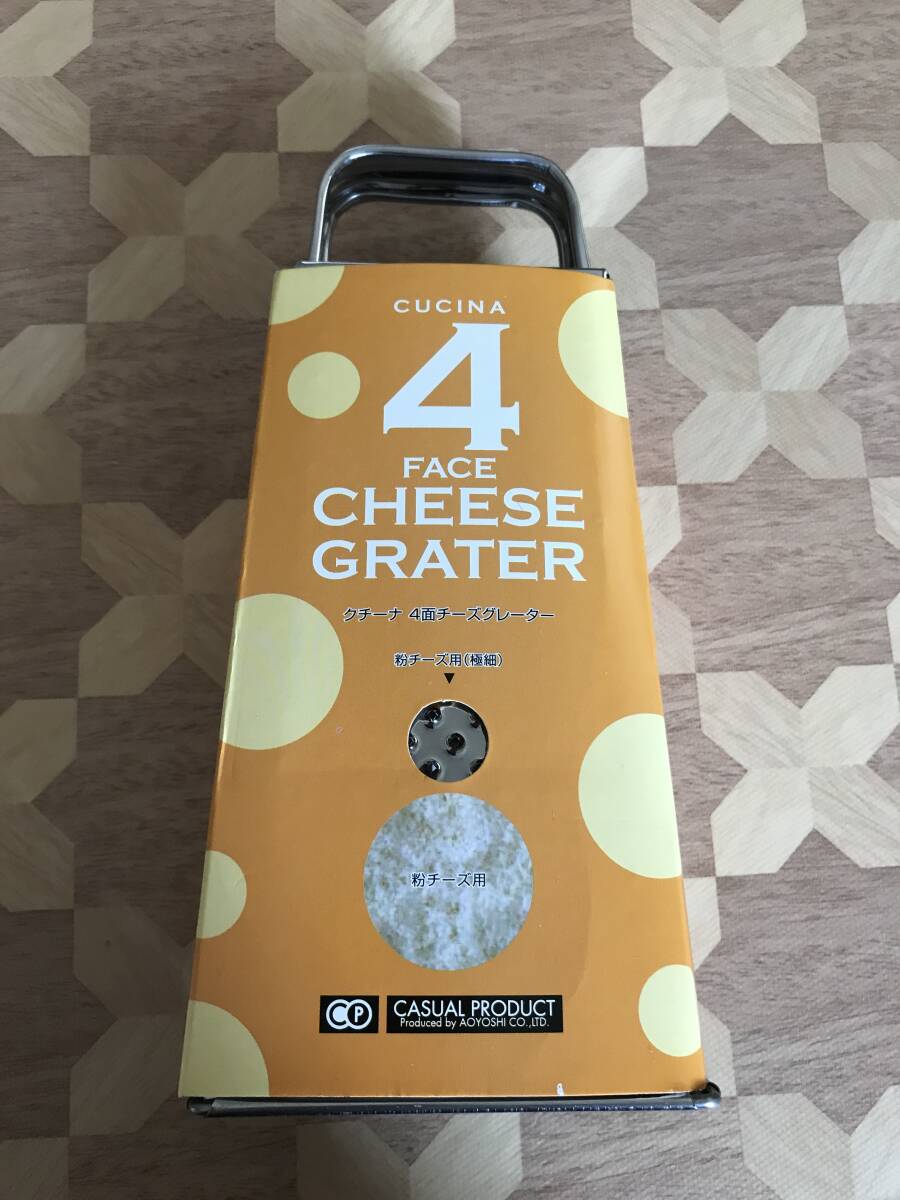 CUCINA
4
FACE
CHEESE
GRATER
クチーナ 4面チーズグレーター
粉チーズ用(極細)
▼
粉チーズ用
CP
CASUAL PRODUCT
Produced by AOYOSHI CO.,LTD.